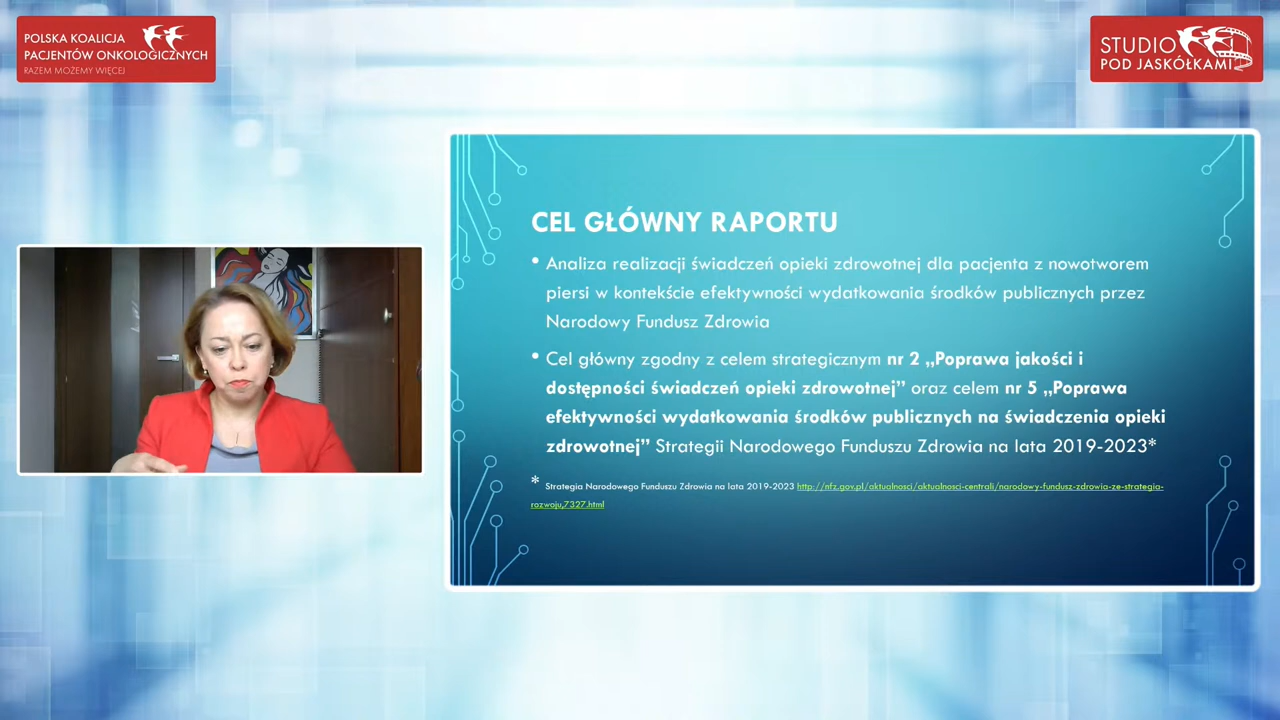 POLSKA KOALICJA
PACJENTÓW ONKOLOGICZNYCH
RAZEM MOŻEMY WIĘCEJ
STUDIO
POD JASKÓŁKAMI
CEL GŁÓWNY RAPORTU
• Analiza realizacji świadczeń opieki zdrowotnej dla pacjenta z nowotworem
piersi w kontekście efektywności wydatkowania środków publicznych przez
Narodowy Fundusz Zdrowia
• Cel główny zgodny z celem strategicznym nr 2 „Poprawa jakości i
dostępności świadczeń opieki zdrowotnej” oraz celem nr 5 „Poprawa
efektywności wydatkowania środków publicznych na świadczenia opieki
zdrowotnej” Strategii Narodowego Funduszu Zdrowia na lata 2019-2023*
* Strategia Narodowego Funduszu Zdrowia na lata 2019-2023 http://nfz.gov.pl/aktualnosci/aktualnosci-centrali/narodowy-fundusz-zdrowia-ze-strategia-
rozwoju,7327.html